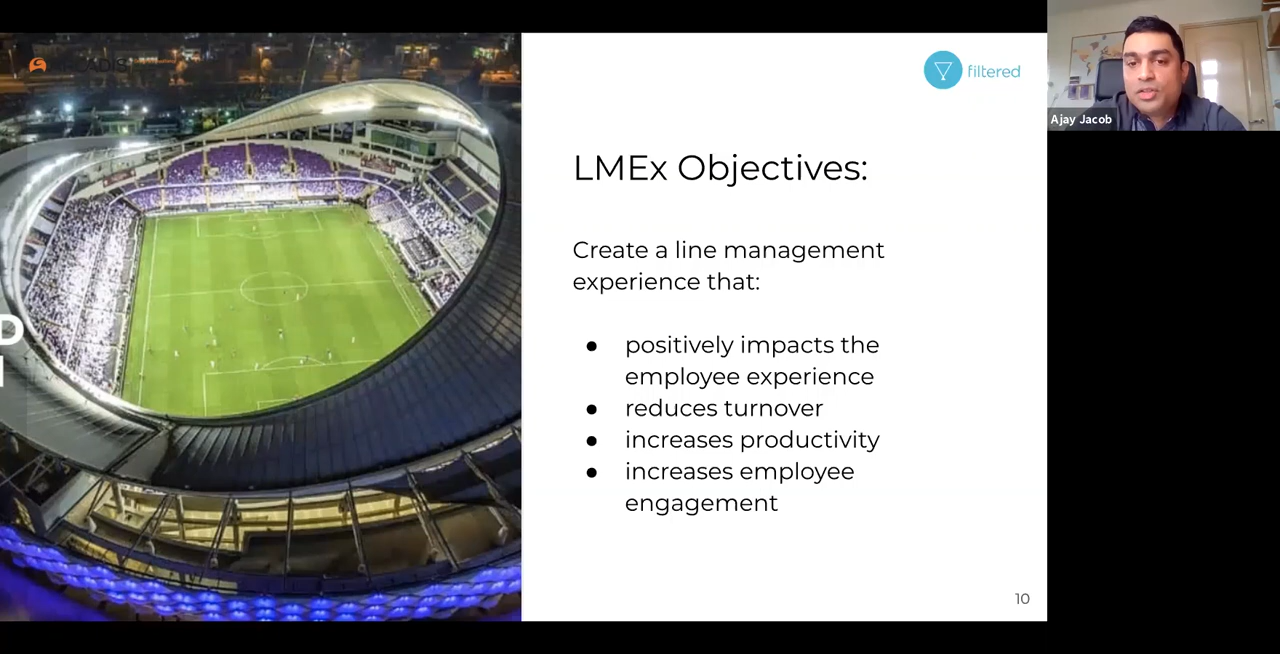 ARCADIS
filtered
Ajay Jacob
LMEx Objectives:
Create a line management
experience that:
● positively impacts the
employee experience
● reduces turnover
● increases productivity
● increases employee
engagement
10